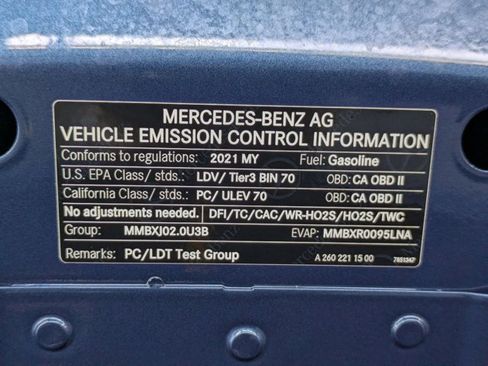 MERCEDES-BENZ AG
VEHICLE EMISSION CONTROL INFORMATION
Conforms to regulations: 2021 MY Fuel: Gasoline
U.S. EPA Class/ stds.: LDV/ Tier3 BIN 70 OBD: CA OBD II
California Class/ stds.: PC/ ULEV 70 OBD: CA OBD II
No adjustments needed. DFI/TC/CAC/WR-HO2S/HO2S/TWC
Group: MMBXJ02.0U3B EVAP: MMBXR0095LNA
Remarks: PC/LDT Test Group A 260 221 15 00 7851347